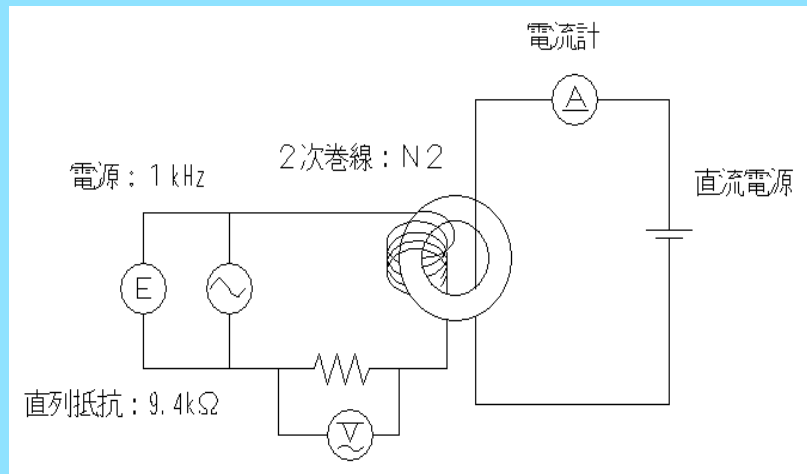 電流計
A
2次巻線：N2
電源：1kHz
直流電源
E
直列抵抗：9.4kΩ
V